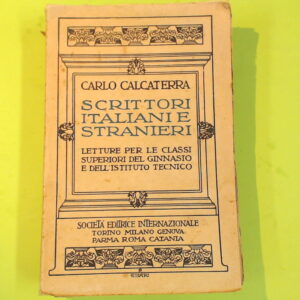 CARLO CALCATERRA
SCRITTORI
ITALIANI E
STRANIERI
LETTURE PER LE CLASSI
SUPERIORI DEL GINNASIO
E DELL'ISTITUTO TECNICO
SOCIETÀ EDITRICE INTERNAZIONALE
TORINO MILANO GENOVA
PARMA ROMA CATANIA